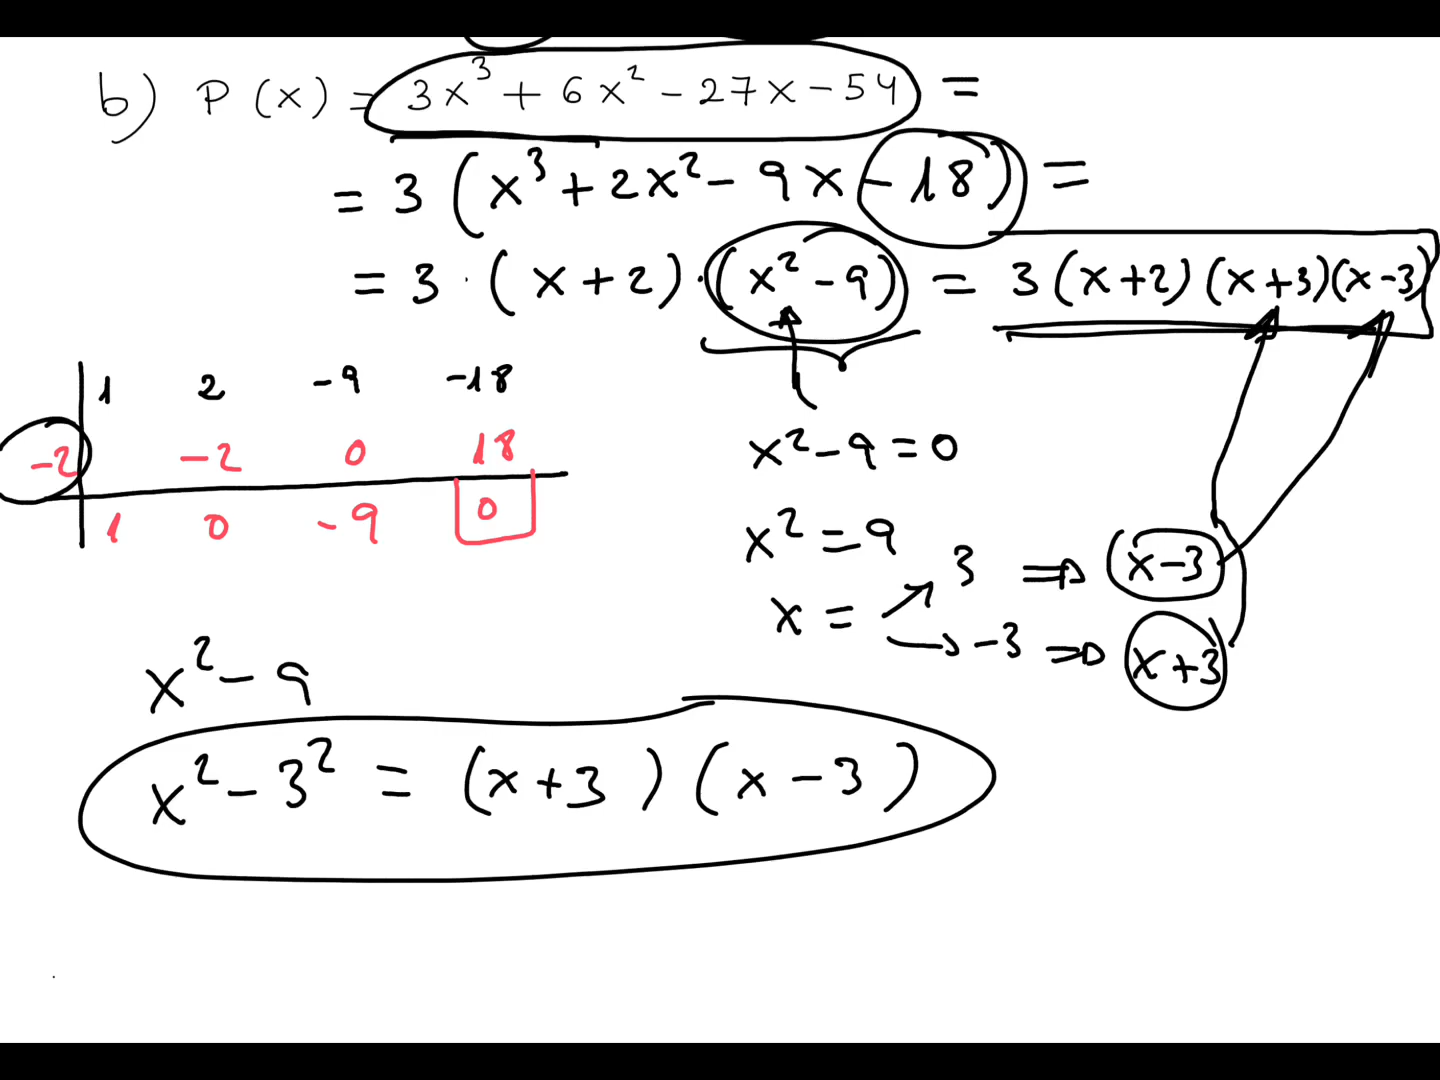 b) P(x) = 3x³ + 6x² - 27x - 54 =
= 3 (x³ + 2x² - 9x - 18) =
= 3 · (x + 2) · (x² - 9) = 3 (x+2) (x+3)(x-3)
1 2 -9 -18
-2 -2 0 18
1 0 -9 0
x² - 9 = 0
x² = 9
x = ↗ 3 ⇒ (x-3
→ -3 ⇒ x+3
x² - 9
x² - 3² = (x+3) (x-3)